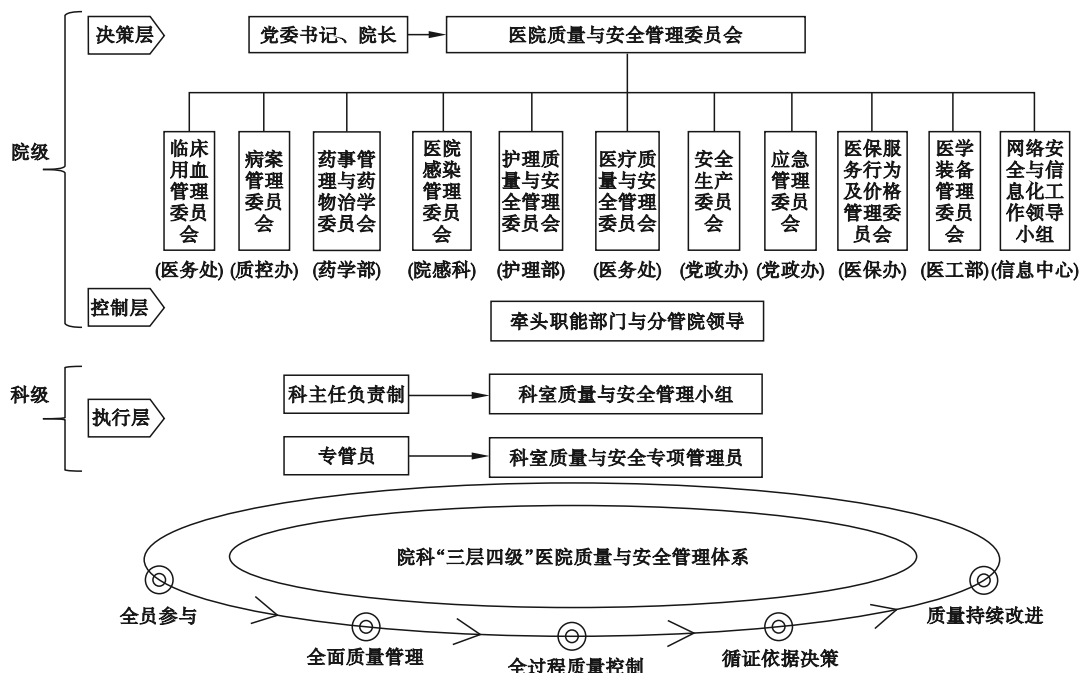 决策层
党委书记、院长
医院质量与安全管理委员会
院级
临床
用血
管理
委员
会
病案
管理
委员
会
药事管
理与药
物治学
委员会
医院
感染
管理
委员
会
护理质
量与安
全管理
委员会
医疗质
量与安
全管理
委员会
安全
生产
委员
会
应急
管理
委员
会
医保服
务行为
及价格
管理委
员会
医学
装备
管理
委员
会
网络安
全与信
息化工
作领导
小组
(医务处)
(质控办)
(药学部)
(院感科)
(护理部)
(医务处)
(党政办)
(党政办)
(医保办)
(医工部)
(信息中心)
控制层
牵头职能部门与分管院领导
科级
科主任负责制
科室质量与安全管理小组
执行层
专管员
科室质量与安全专项管理员
院科“三层四级”医院质量与安全管理体系
全员参与
全面质量管理
全过程质量控制
循证依据决策
质量持续改进